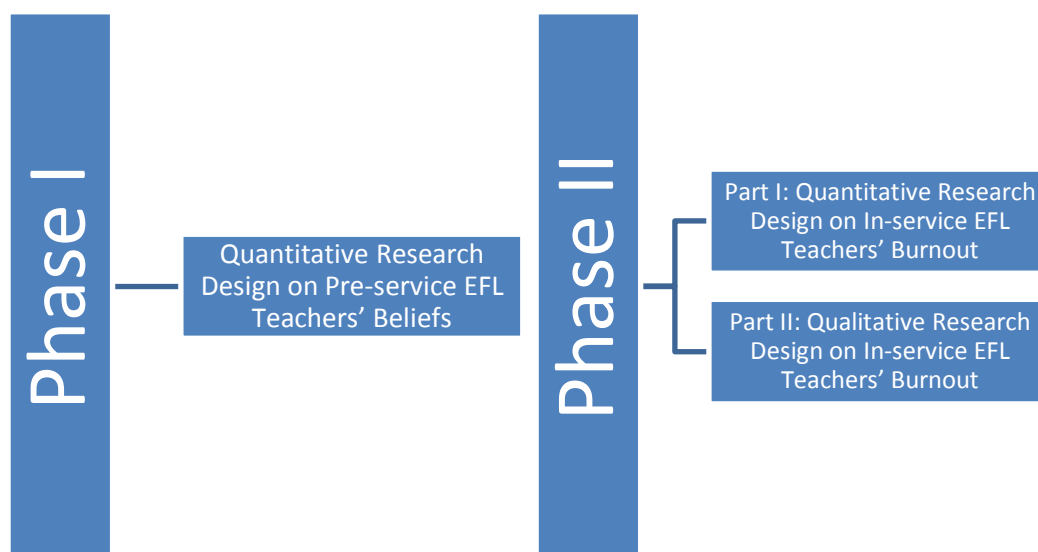 Phase I
Quantitative Research
Design on Pre-service EFL
Teachers’ Beliefs
Phase II
Part I: Quantitative Research
Design on In-service EFL
Teachers’ Burnout
Part II: Qualitative Research
Design on In-service EFL
Teachers’ Burnout